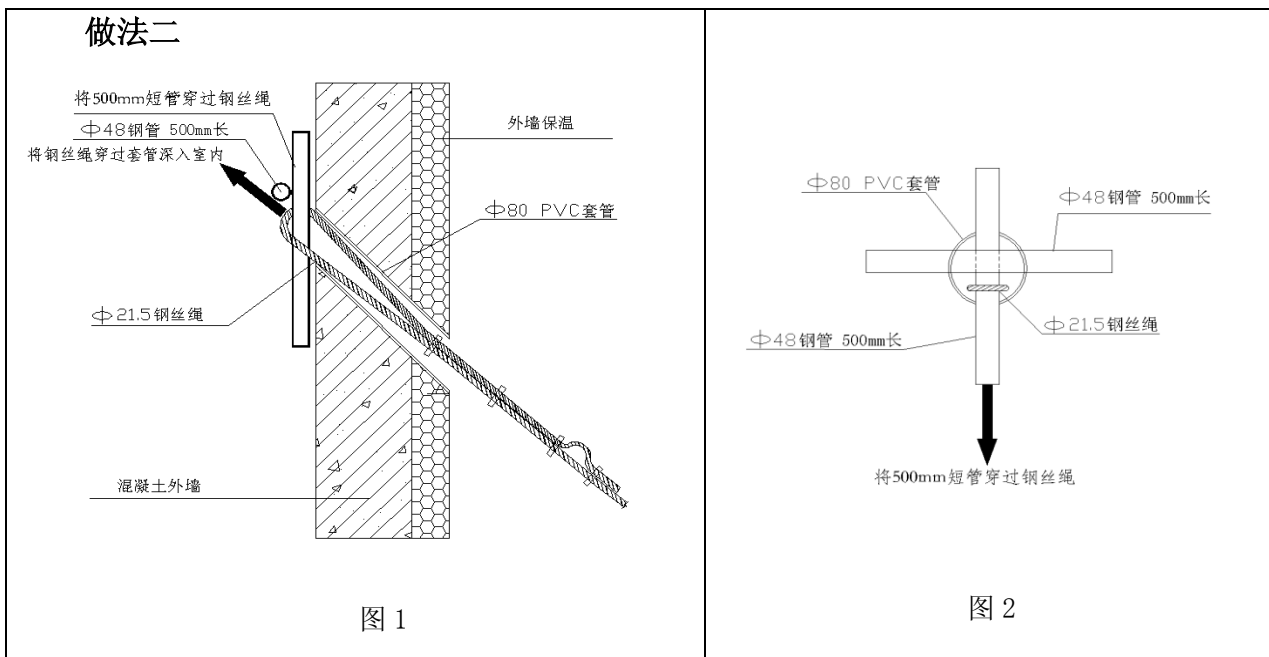 做法二
将500mm短管穿过钢丝绳
Φ48钢管 500mm长
将钢丝绳穿过套管深入室内
外墙保温
Φ80 PVC套管
Φ21.5钢丝绳
混凝土外墙
图 1
Φ80 PVC套管
Φ48钢管 500mm长
Φ21.5钢丝绳
Φ48钢管 500mm长
将500mm短管穿过钢丝绳
图 2